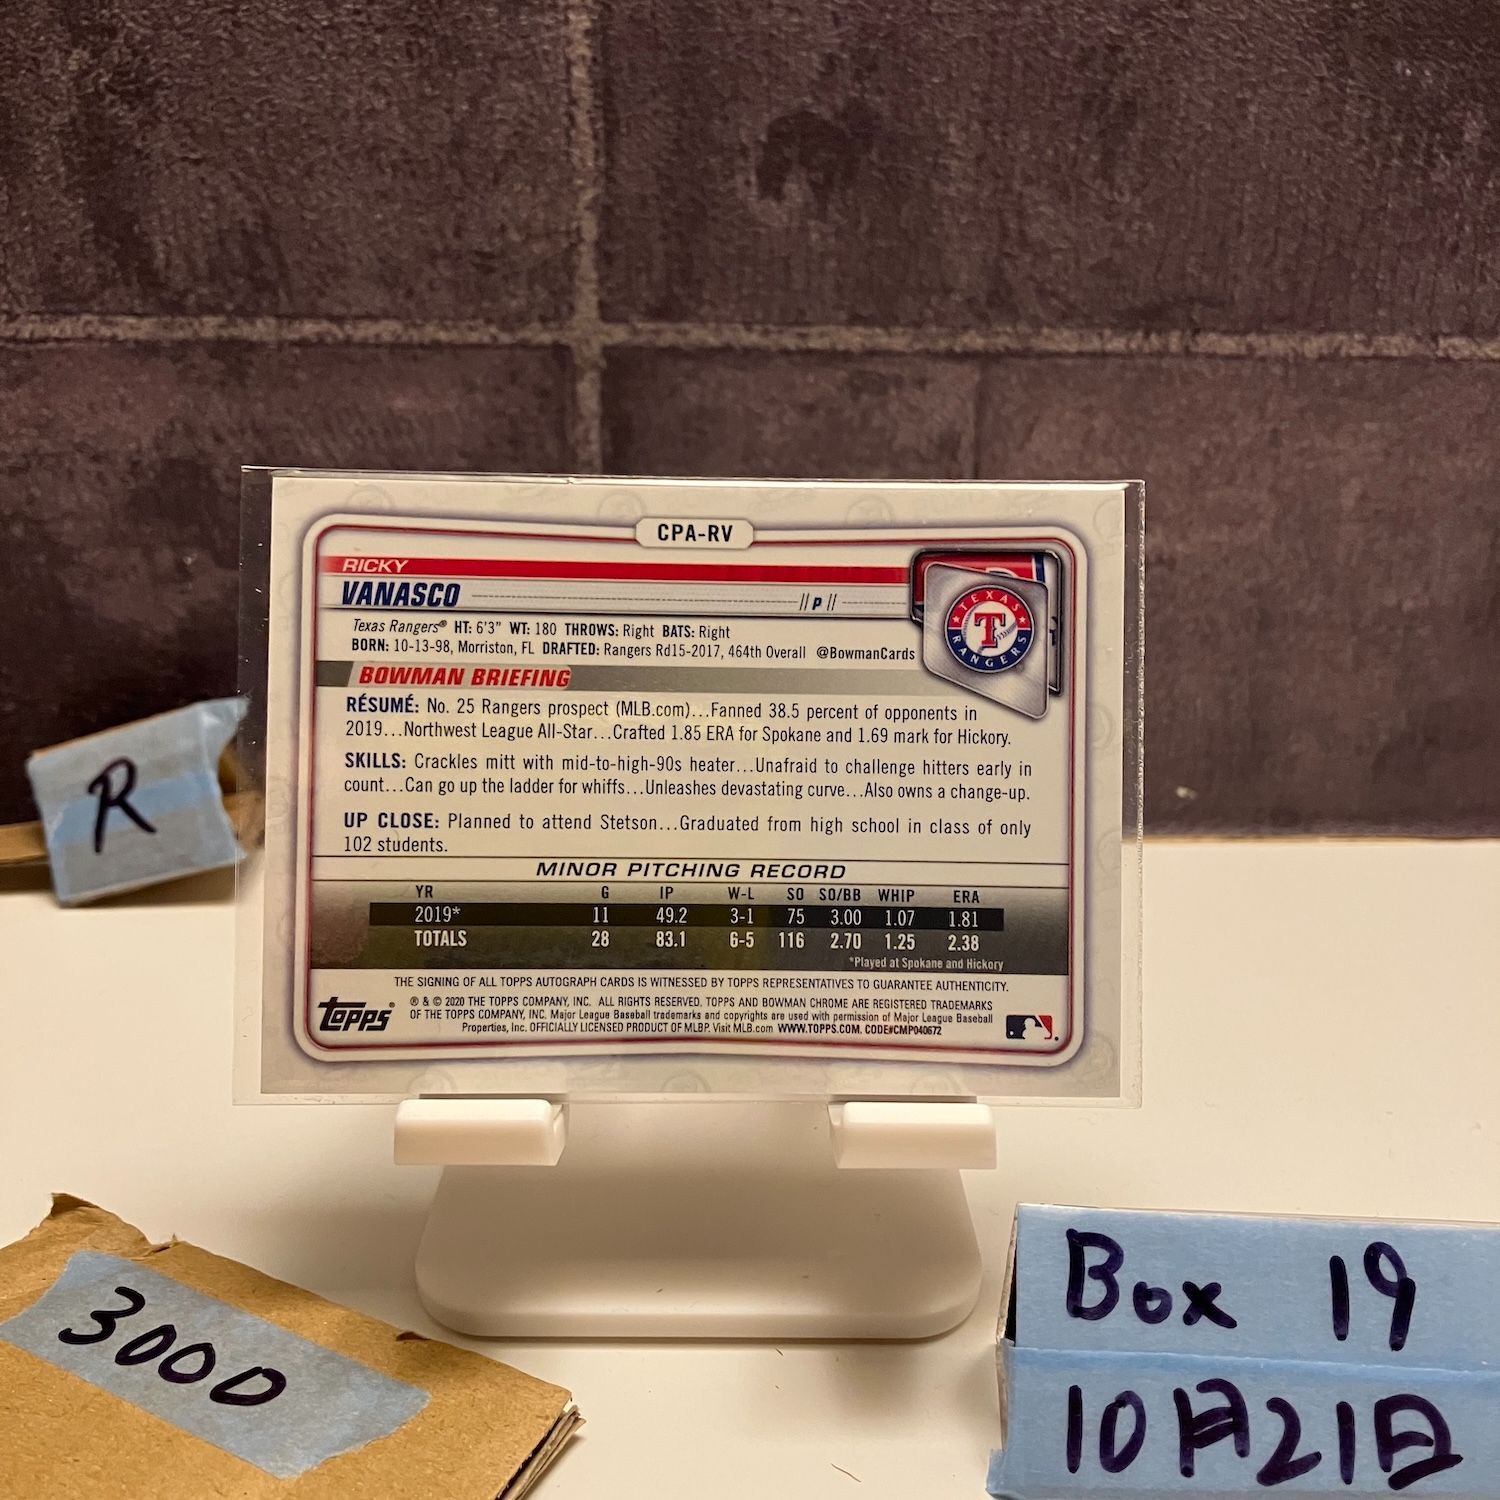 CPA-RV
RICKY
VANASCO
//P//
TEXAS
T
RANGERS
Texas Rangers® HT: 6'3" WT: 180 THROWS: Right BATS: Right
BORN: 10-13-98, Morriston, FL DRAFTED: Rangers Rd15-2017, 464th Overall @BowmanCards
BOWMAN BRIEFING
RÉSUMÉ: No. 25 Rangers prospect (MLB.com)...Fanned 38.5 percent of opponents in
2019...Northwest League All-Star...Crafted 1.85 ERA for Spokane and 1.69 mark for Hickory.
SKILLS: Crackles mitt with mid-to-high-90s heater...Unafraid to challenge hitters early in
count...Can go up the ladder for whiffs...Unleashes devastating curve...Also owns a change-up.
UP CLOSE: Planned to attend Stetson...Graduated from high school in class of only
102 students.
MINOR PITCHING RECORD
YR G IP W-L SO SO/BB WHIP ERA
2019* 11 49.2 3-1 75 3.00 1.07 1.81
TOTALS 28 83.1 6-5 116 2.70 1.25 2.38
*Played at Spokane and Hickory
THE SIGNING OF ALL TOPPS AUTOGRAPH CARDS IS WITNESSED BY TOPPS REPRESENTATIVES TO GUARANTEE AUTHENTICITY.
Topps®
® & © 2020 THE TOPPS COMPANY, INC. ALL RIGHTS RESERVED. TOPPS AND BOWMAN CHROME ARE REGISTERED TRADEMARKS
OF THE TOPPS COMPANY, INC. Major League Baseball trademarks and copyrights are used with permission of Major League Baseball
Properties, Inc. OFFICIALLY LICENSED PRODUCT OF MLBP. Visit MLB.com WWW.TOPPS.COM. CODE#CMP040672
R
3000
Box 19
10月21日